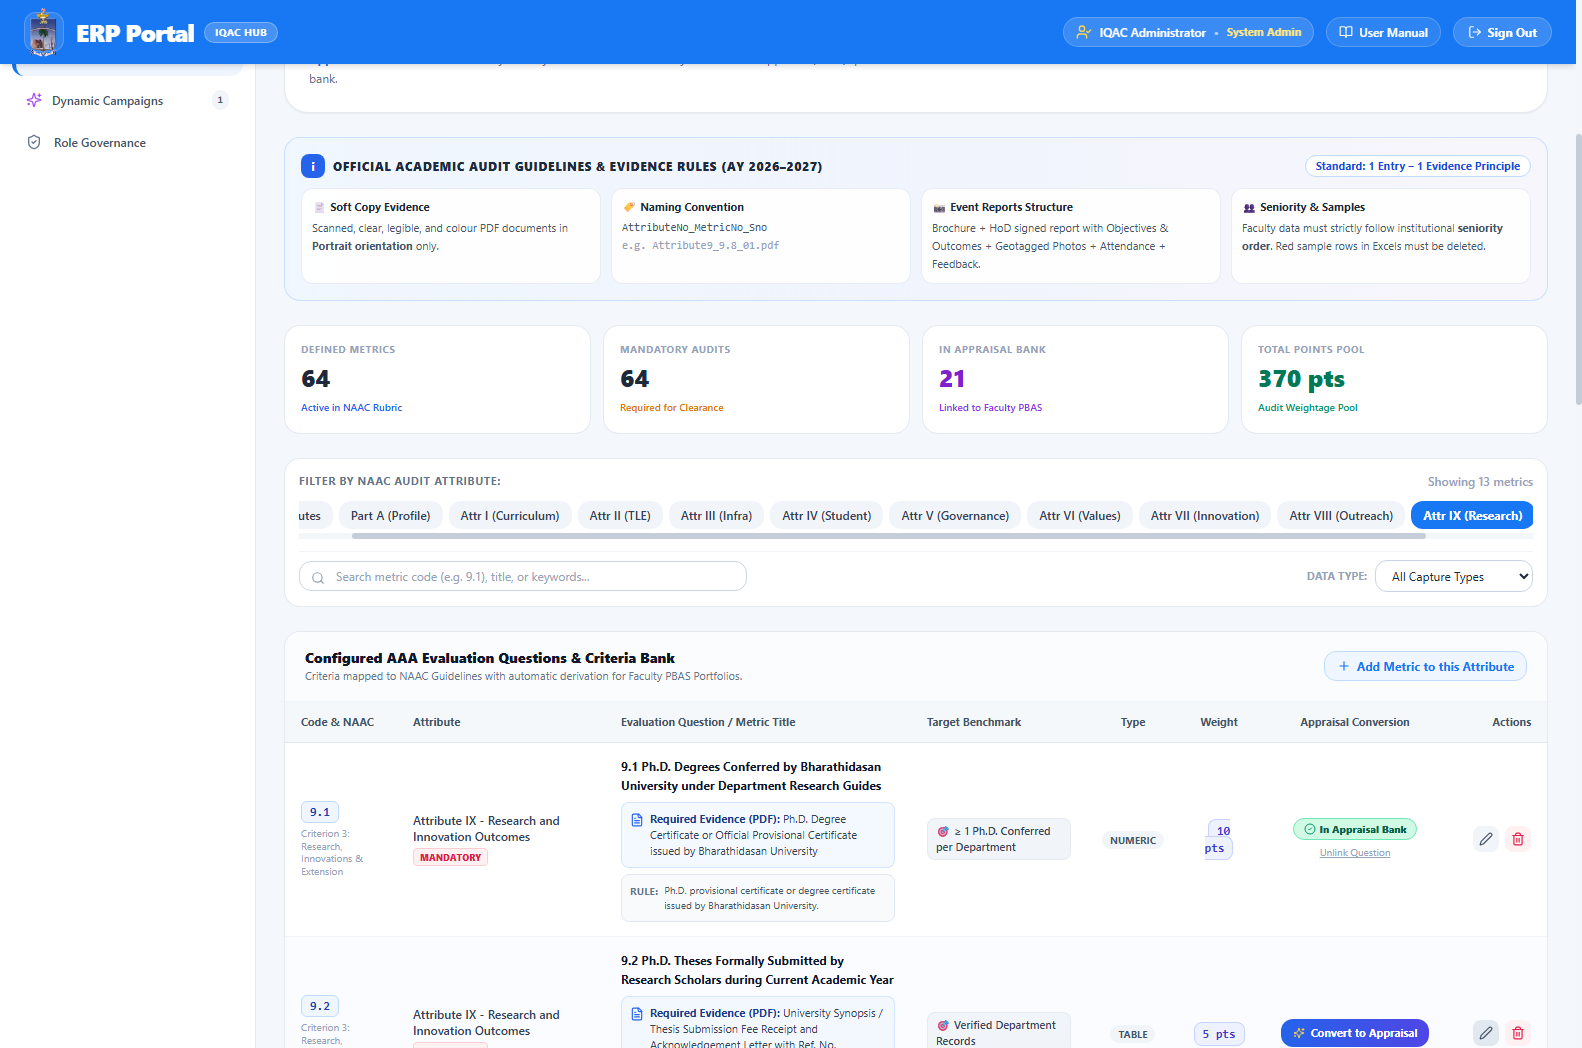 ERP Portal
IQAC HUB
IQAC Administrator • System Admin
User Manual
Sign Out
Dynamic Campaigns
1
Role Governance
bank.
i
OFFICIAL ACADEMIC AUDIT GUIDELINES & EVIDENCE RULES (AY 2026–2027)
Standard: 1 Entry – 1 Evidence Principle
Soft Copy Evidence
Scanned, clear, legible, and colour PDF documents in
Portrait orientation only.
Naming Convention
AttributeNo_MetricNo_Sno
e.g. Attribute9_9.8_01.pdf
Event Reports Structure
Brochure + HoD signed report with Objectives &
Outcomes + Geotagged Photos + Attendance +
Feedback.
Seniority & Samples
Faculty data must strictly follow institutional seniority
order. Red sample rows in Excels must be deleted.
DEFINED METRICS
64
Active in NAAC Rubric
MANDATORY AUDITS
64
Required for Clearance
IN APPRAISAL BANK
21
Linked to Faculty PBAS
TOTAL POINTS POOL
370 pts
Audit Weightage Pool
FILTER BY NAAC AUDIT ATTRIBUTE:
Showing 13 metrics
utes
Part A (Profile)
Attr I (Curriculum)
Attr II (TLE)
Attr III (Infra)
Attr IV (Student)
Attr V (Governance)
Attr VI (Values)
Attr VII (Innovation)
Attr VIII (Outreach)
Attr IX (Research)
Search metric code (e.g. 9.1), title, or keywords...
DATA TYPE:
All Capture Types
Configured AAA Evaluation Questions & Criteria Bank
Criteria mapped to NAAC Guidelines with automatic derivation for Faculty PBAS Portfolios.
+ Add Metric to this Attribute
Code & NAAC
Attribute
Evaluation Question / Metric Title
Target Benchmark
Type
Weight
Appraisal Conversion
Actions
9.1
Criterion 3:
Research,
Innovations &
Extension
Attribute IX - Research and
Innovation Outcomes
MANDATORY
9.1 Ph.D. Degrees Conferred by Bharathidasan
University under Department Research Guides
Required Evidence (PDF): Ph.D. Degree
Certificate or Official Provisional Certificate
issued by Bharathidasan University
RULE: Ph.D. provisional certificate or degree certificate
issued by Bharathidasan University.
≥ 1 Ph.D. Conferred
per Department
NUMERIC
10
pts
In Appraisal Bank
Unlink Question
9.2
Criterion 3:
Research,
Attribute IX - Research and
Innovation Outcomes
9.2 Ph.D. Theses Formally Submitted by
Research Scholars during Current Academic Year
Required Evidence (PDF): University Synopsis /
Thesis Submission Fee Receipt and
Acknowledgement Letter with Ref. No.
Verified Department
Records
TABLE
5 pts
Convert to Appraisal